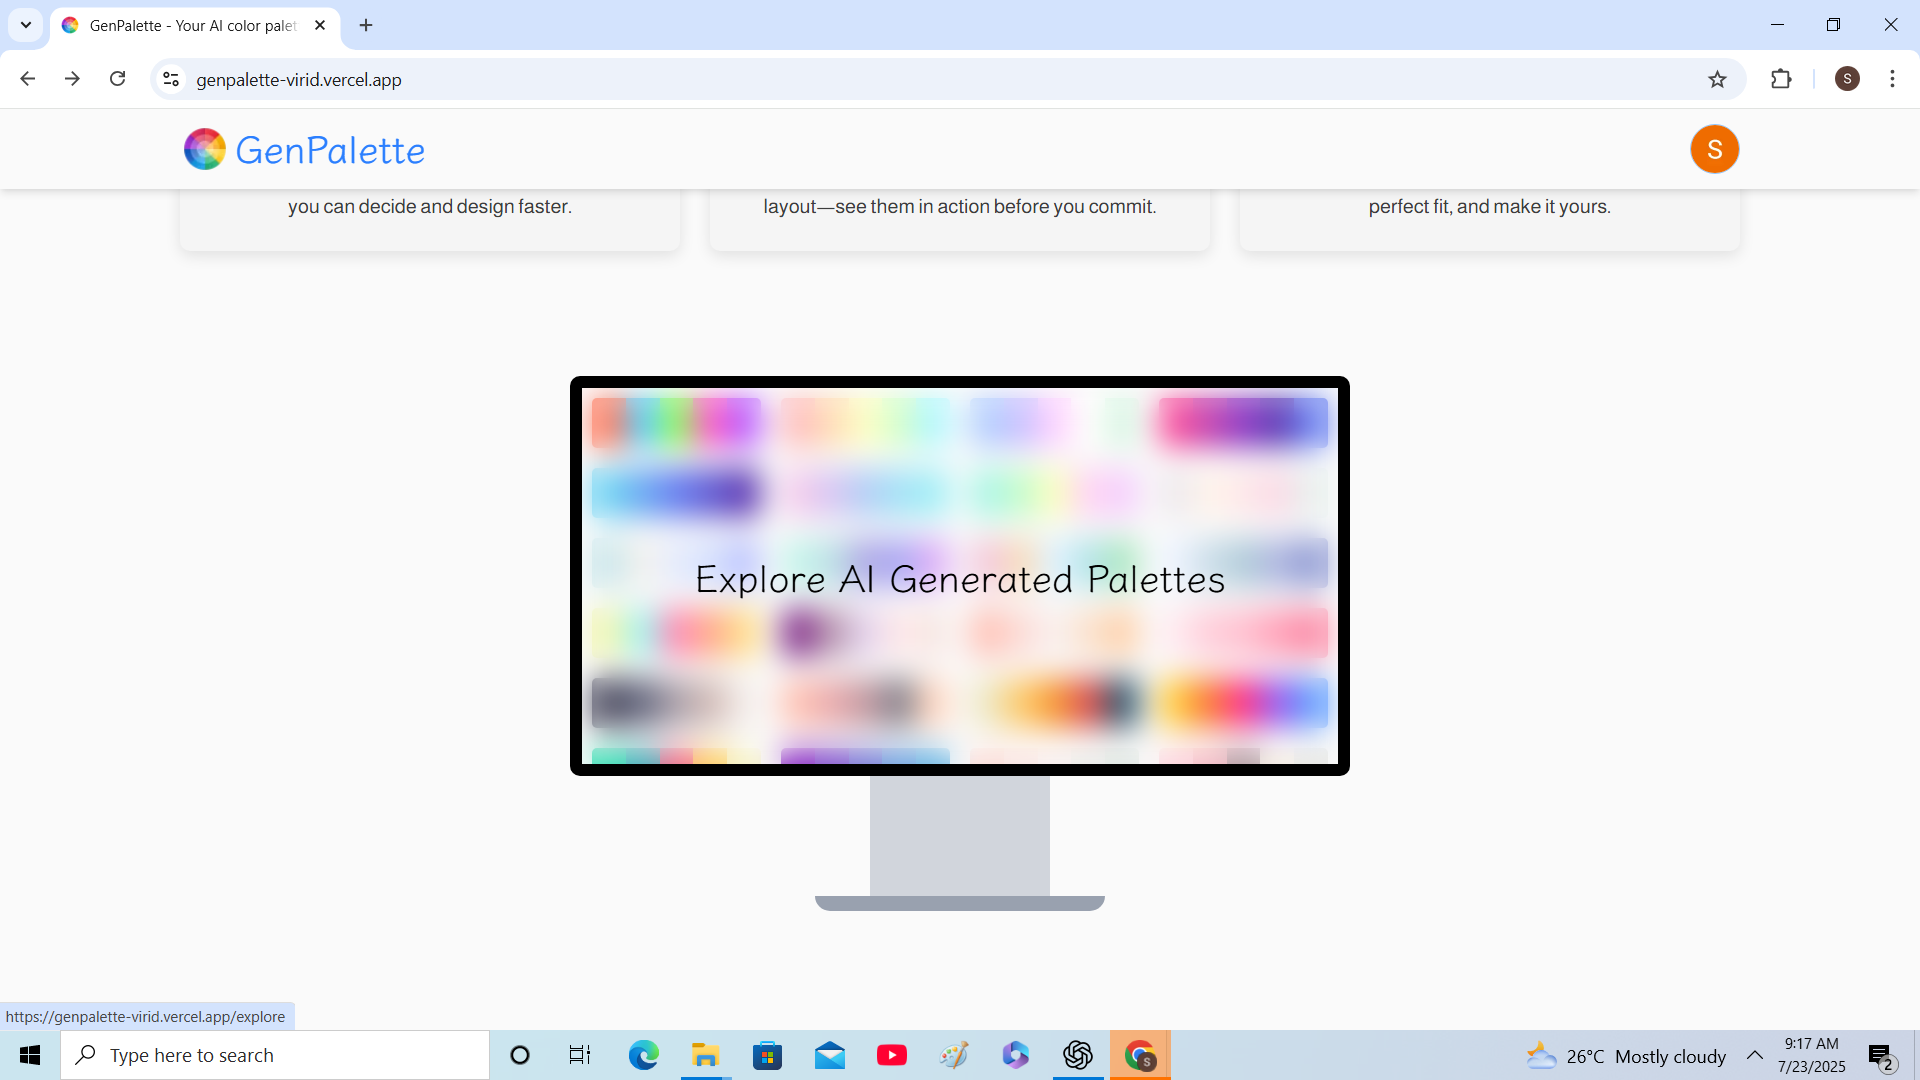 GenPalette - Your AI color palet
genpalette-virid.vercel.app
S
GenPalette
S
you can decide and design faster.
layout—see them in action before you commit.
perfect fit, and make it yours.
Explore AI Generated Palettes
https://genpalette-virid.vercel.app/explore
Type here to search
S
26°C Mostly cloudy
9:17 AM
7/23/2025
2